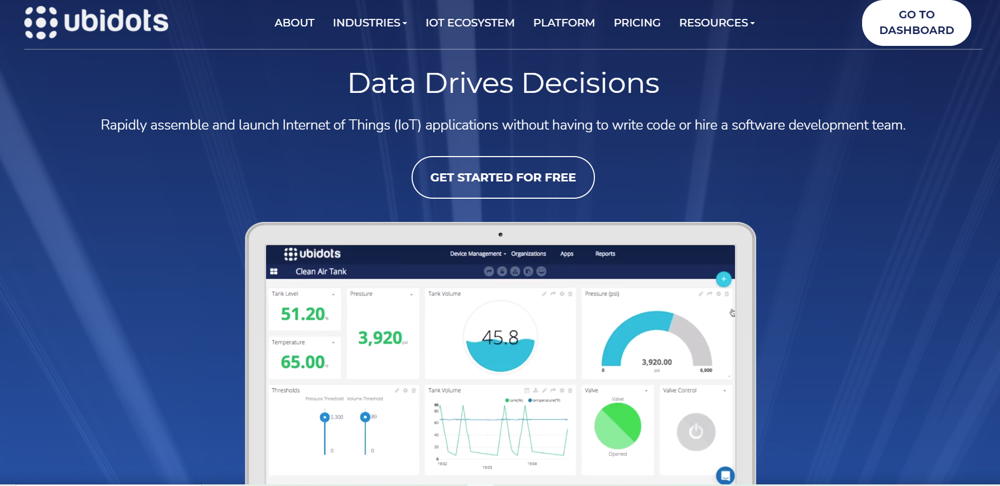 ubidots
ABOUT
INDUSTRIES
IOT ECOSYSTEM
PLATFORM
PRICING
RESOURCES
GO TO
DASHBOARD
Data Drives Decisions
Rapidly assemble and launch Internet of Things (IoT) applications without having to write code or hire a software development team.
GET STARTED FOR FREE
ubidots
Device Management
Organizations
Apps
Reports
Clean Air Tank
Tank Level
51.20%
Temperature
65.00°F
Pressure
3,920 psi
Tank Volume
45.8
Pressure (psi)
3,920.00
psi
0
6,000
Thresholds
Pressure Threshold
Volume Threshold
5.300
89
0
0
Tank Volume
tank(%)
temperature(°F)
90
80
60
40
20
0
19:02
19:03
19:04
Valve
Valve
Opened
Valve Control